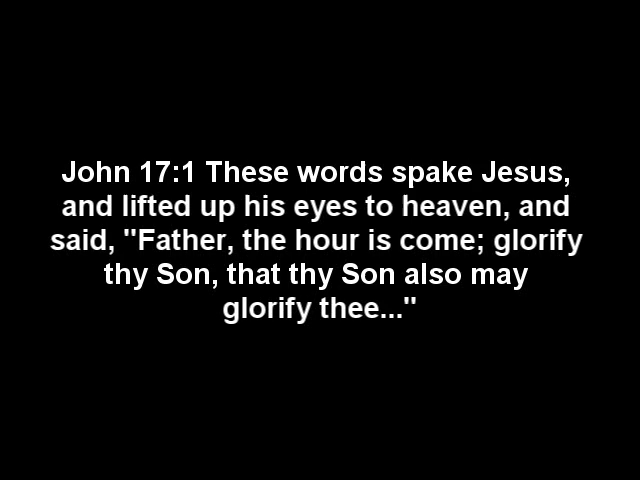 John 17:1 These words spake Jesus,
and lifted up his eyes to heaven, and
said, "Father, the hour is come; glorify
thy Son, that thy Son also may
glorify thee..."